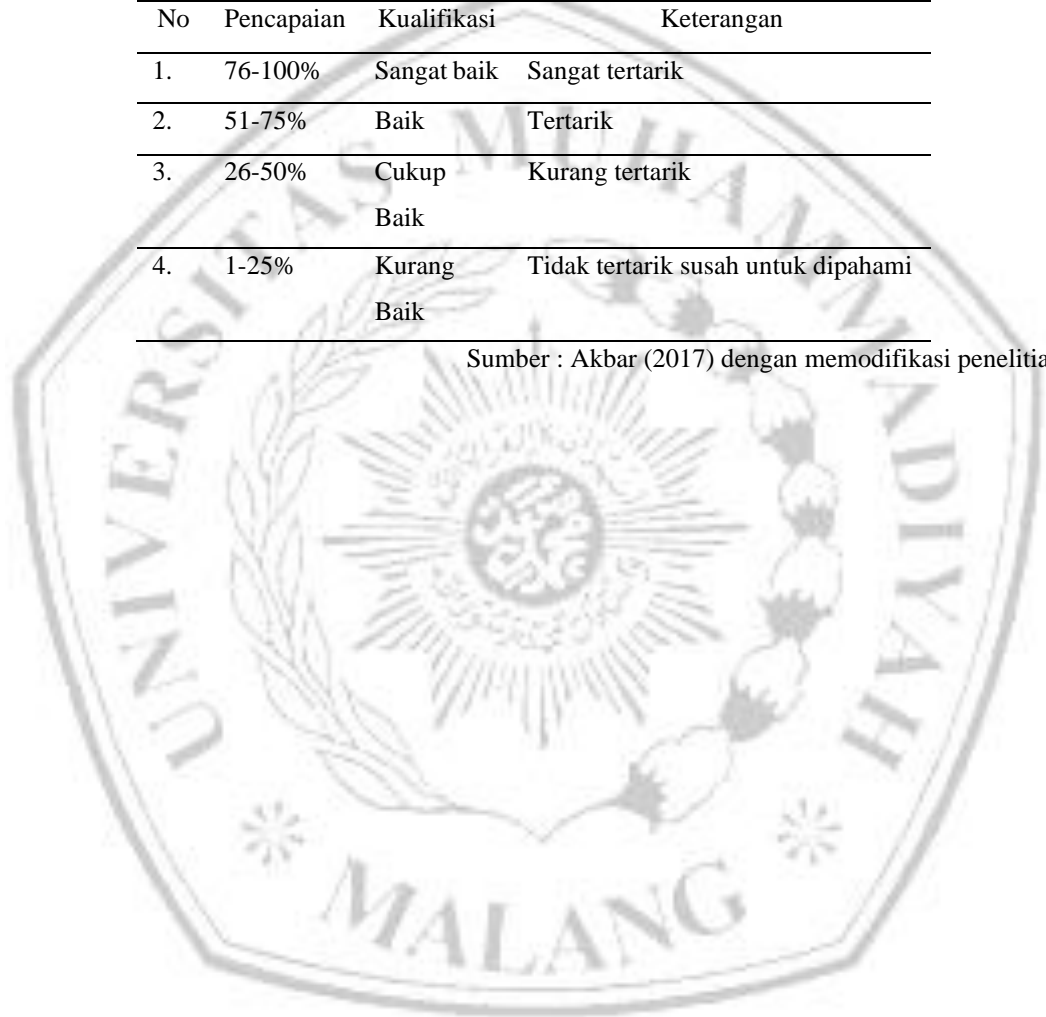 No Pencapaian Kualifikasi Keterangan
1. 76-100% Sangat baik Sangat tertarik
2. 51-75% Baik Tertarik
3. 26-50% Cukup Kurang tertarik
Baik
4. 1-25% Kurang Tidak tertarik susah untuk dipahami
Baik
Sumber : Akbar (2017) dengan memodifikasi
UNIVERSITAS MUHAMMADIYAH
MALANG